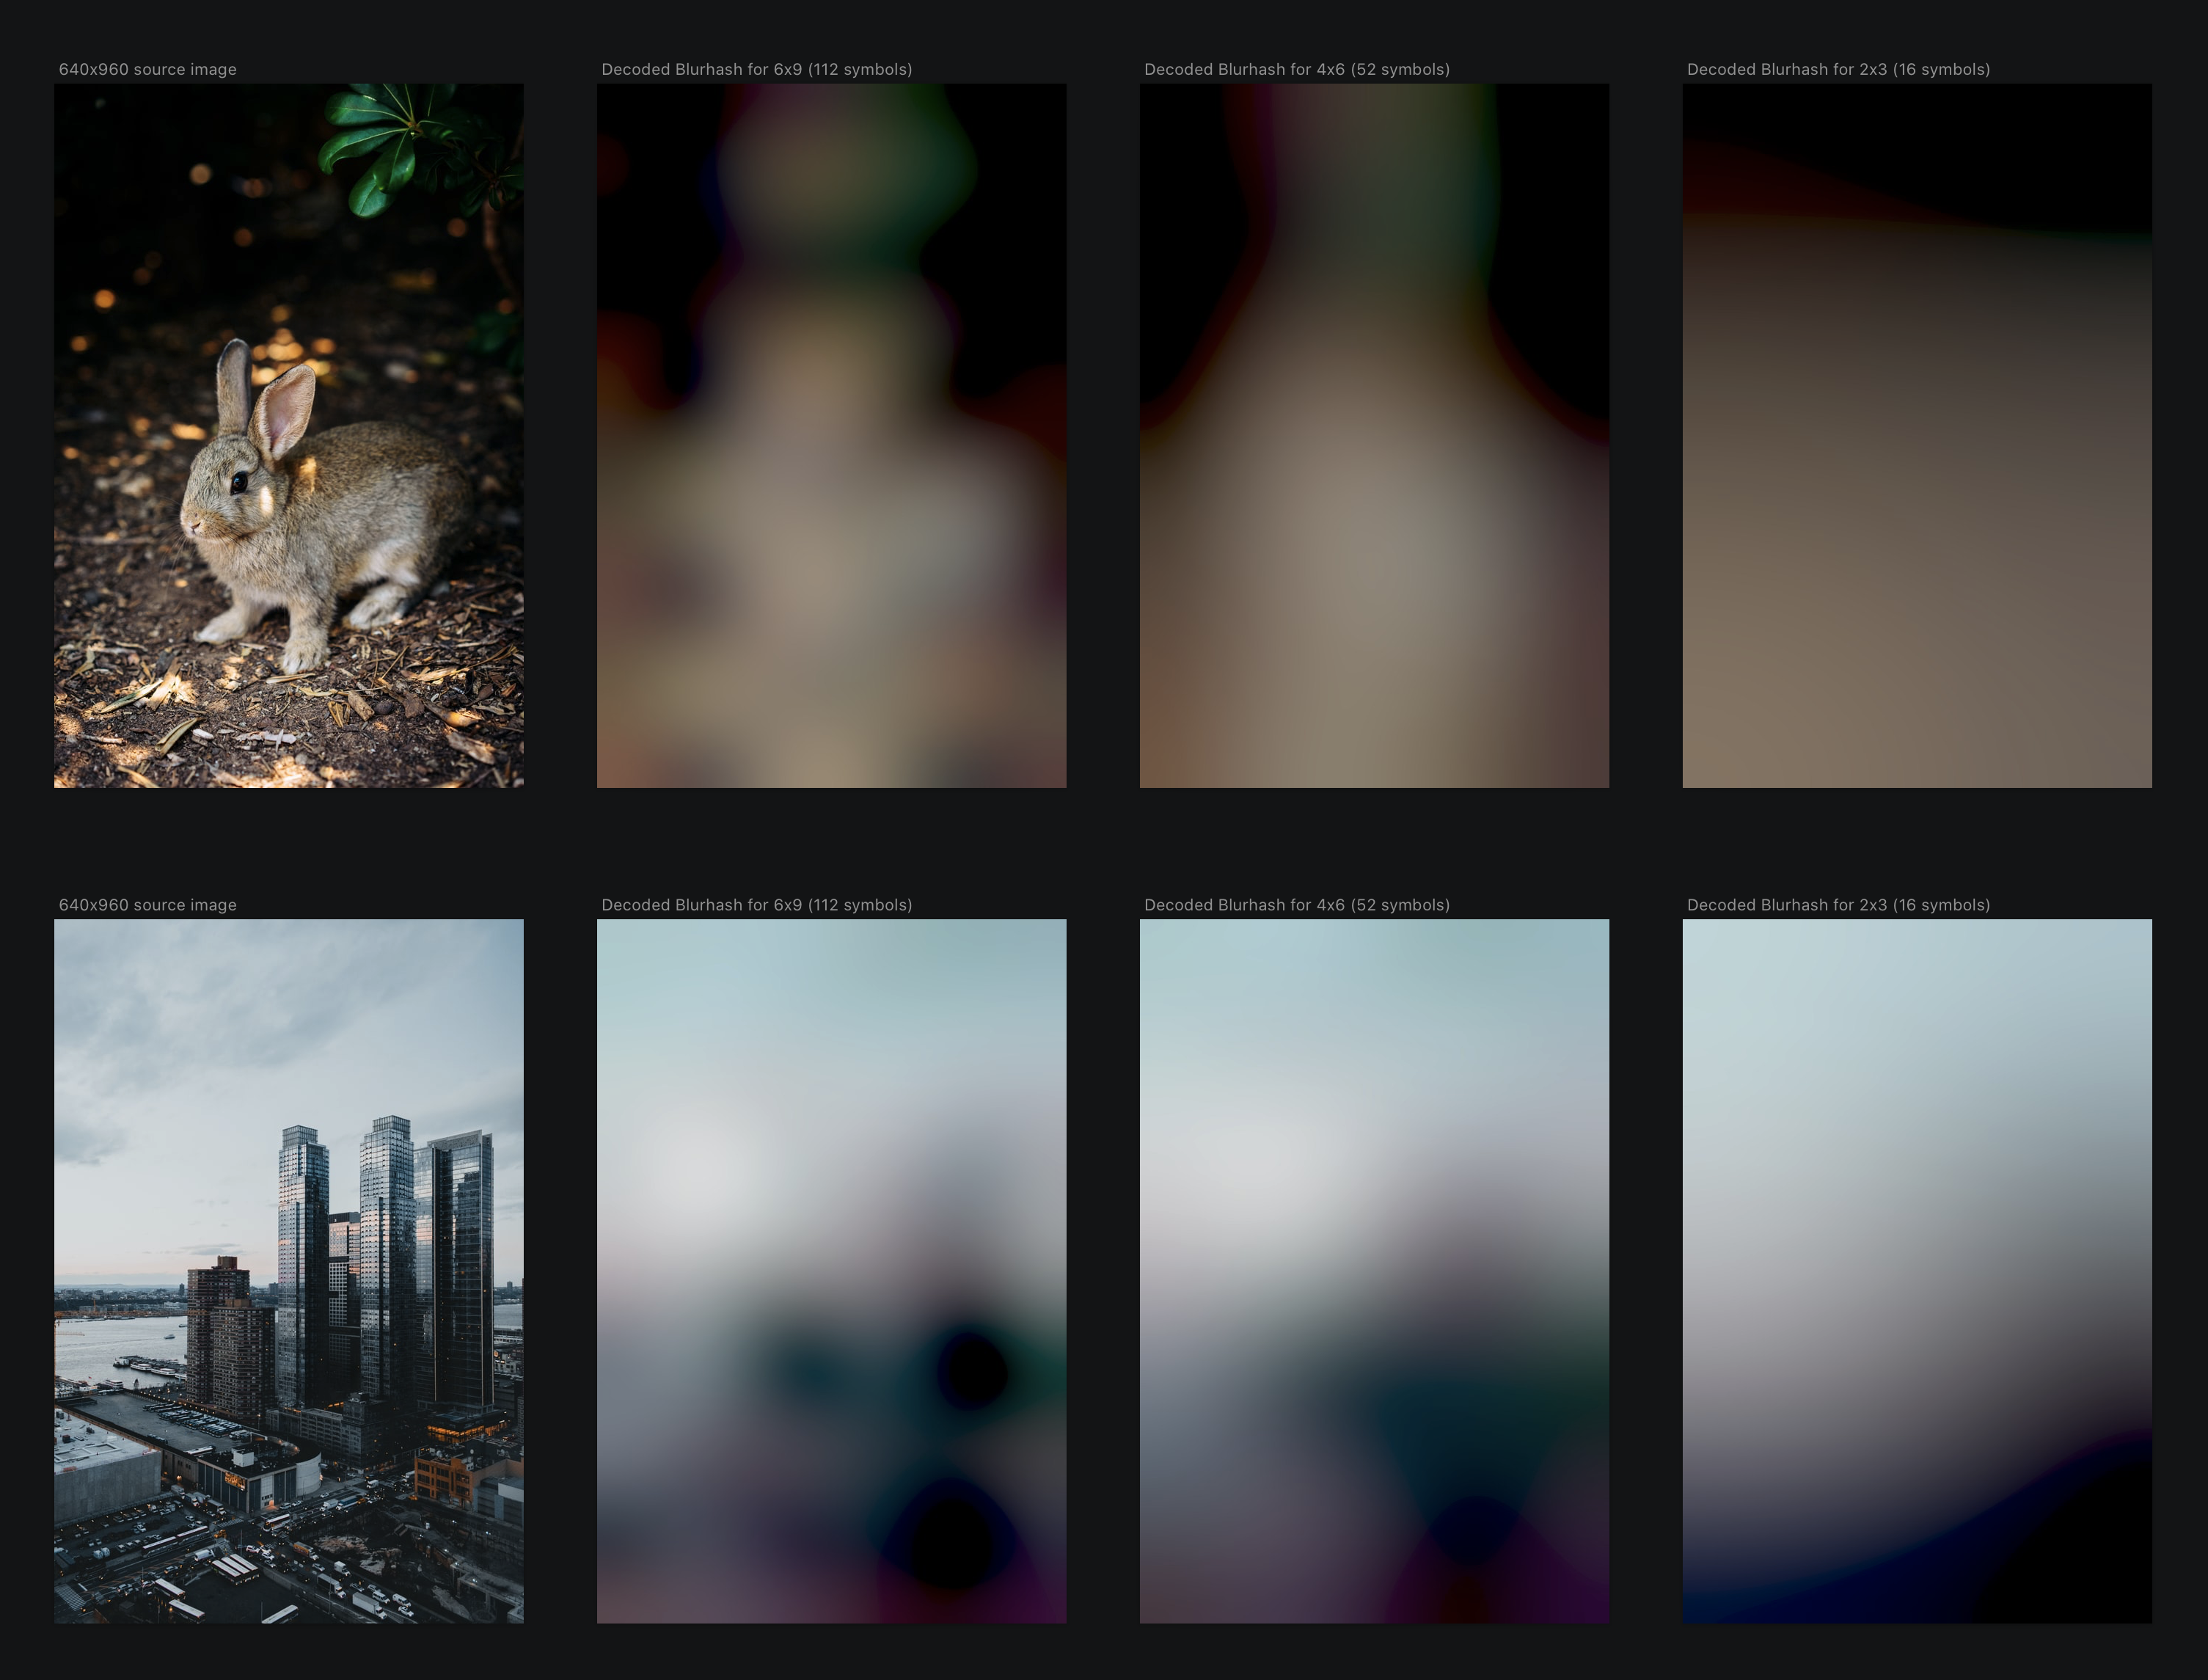 640x960 source image
Decoded Blurhash for 6x9 (112 symbols)
Decoded Blurhash for 4x6 (52 symbols)
Decoded Blurhash for 2x3 (16 symbols)
640x960 source image
Decoded Blurhash for 6x9 (112 symbols)
Decoded Blurhash for 4x6 (52 symbols)
Decoded Blurhash for 2x3 (16 symbols)